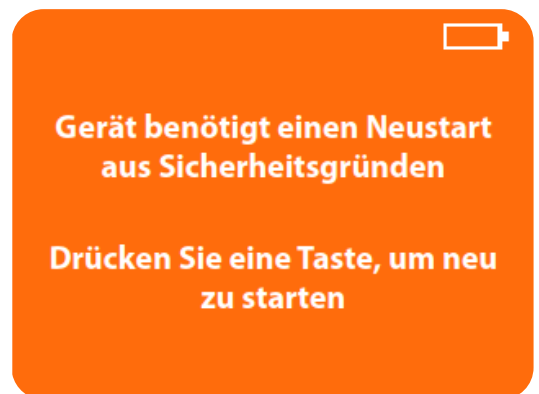 Gerät benötigt einen Neustart
aus Sicherheitsgründen
Drücken Sie eine Taste, um neu
zu starten